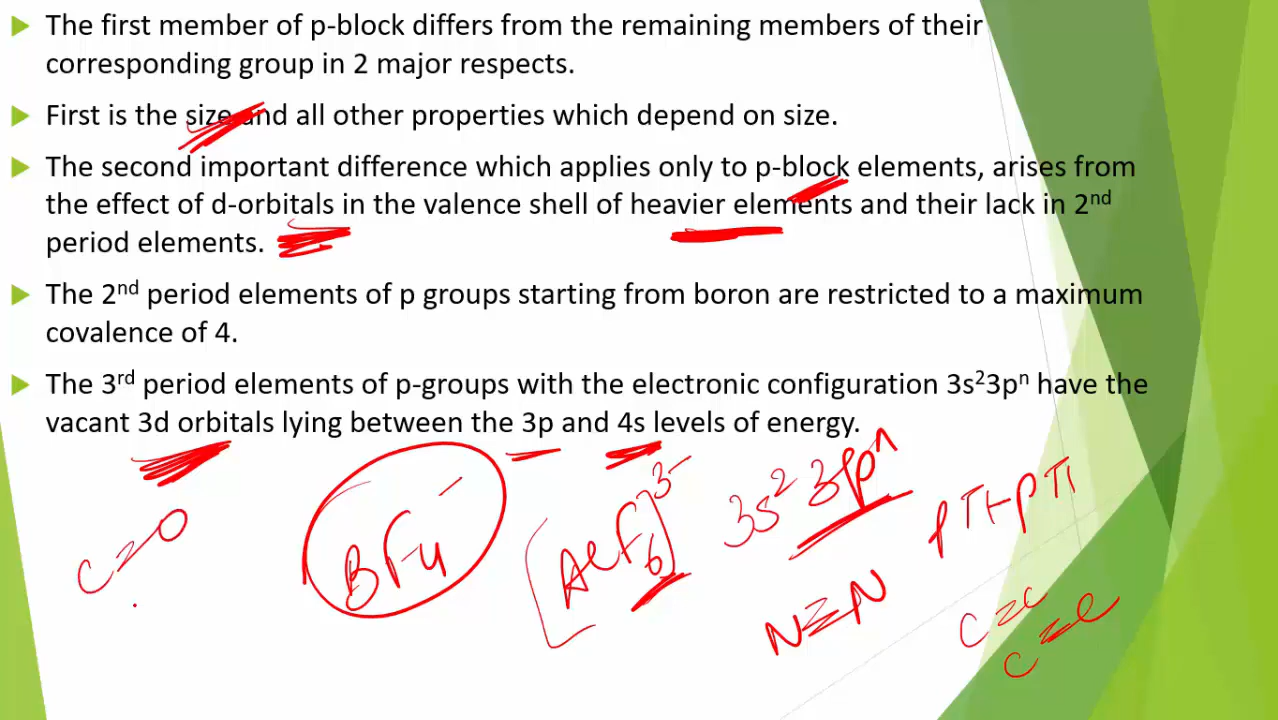 The first member of p-block differs from the remaining members of their
corresponding group in 2 major respects.
First is the size and all other properties which depend on size.
The second important difference which applies only to p-block elements, arises from
the effect of d-orbitals in the valence shell of heavier elements and their lack in 2nd
period elements.
The 2nd period elements of p groups starting from boron are restricted to a maximum
covalence of 4.
The 3rd period elements of p-groups with the electronic configuration 3s²3pⁿ have the
vacant 3d orbitals lying between the 3p and 4s levels of energy.
C=O
BF4⁻
[AlF6]³⁻
3s² 3pⁿ
pπ-pπ
N≡N
C=C
C≡C